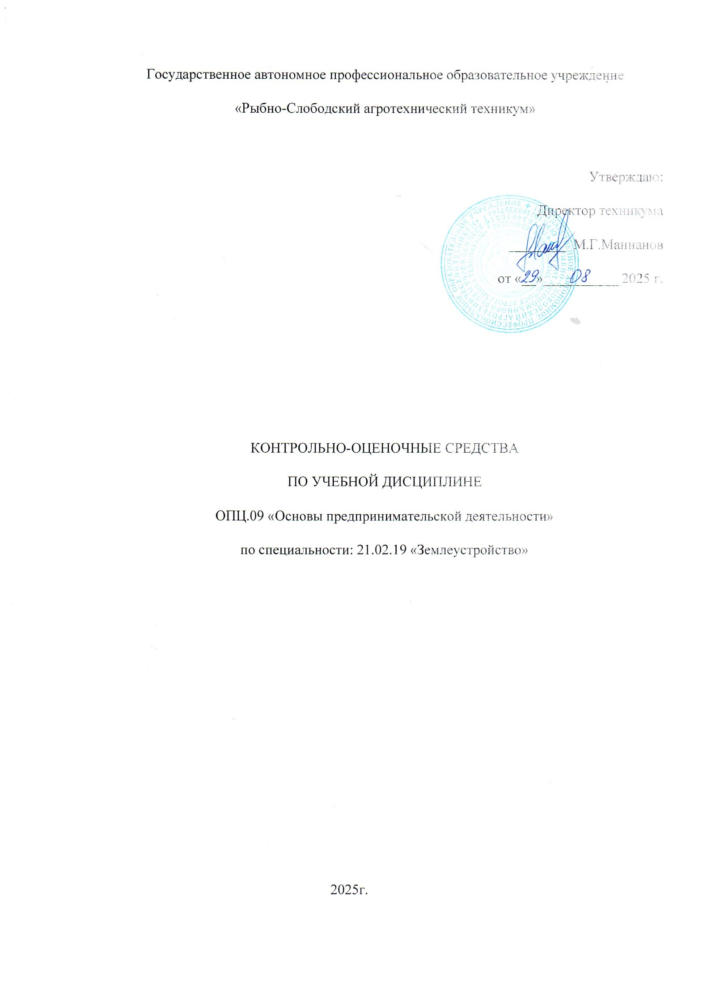 Государственное автономное профессиональное образовательное учреждение
«Рыбно-Слободский агротехнический техникум»
Утверждаю:
Директор техникума
М.Г.Маннанов
от «29» 08 2025 г.
КОНТРОЛЬНО-ОЦЕНОЧНЫЕ СРЕДСТВА
ПО УЧЕБНОЙ ДИСЦИПЛИНЕ
ОПЦ.09 «Основы предпринимательской деятельности»
по специальности: 21.02.19 «Землеустройство»
2025г.